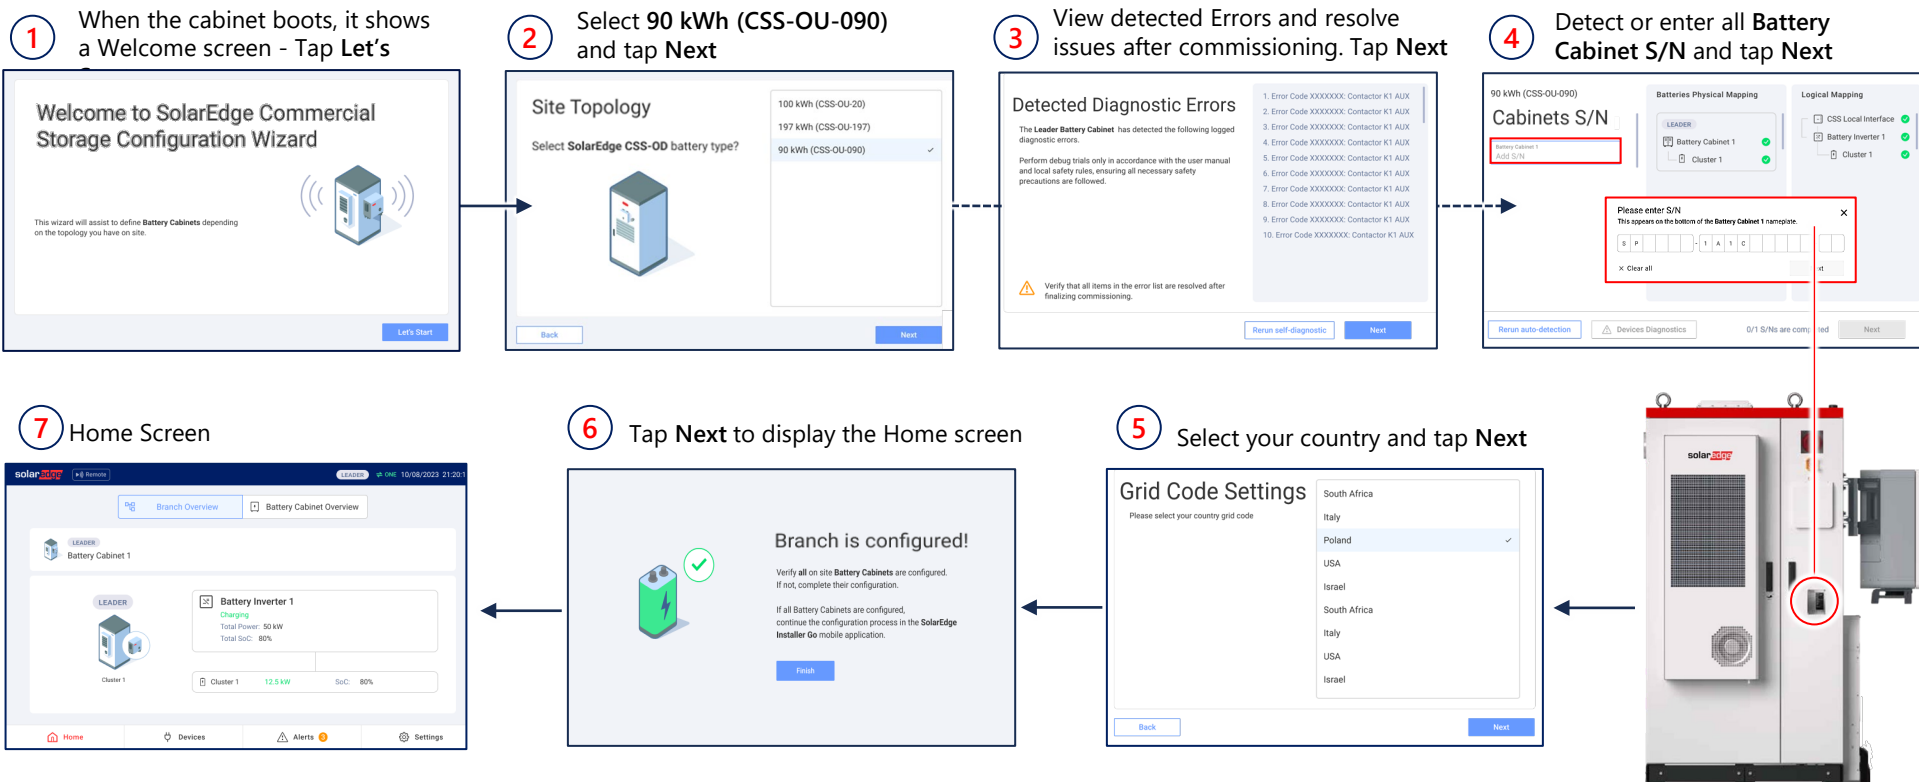 1
When the cabinet boots, it shows
a Welcome screen - Tap Let's
Welcome to SolarEdge Commercial
Storage Configuration Wizard
This wizard will assist to define Battery Cabinets depending
on the topology you have on site.
Let's Start
2
Select 90 kWh (CSS-OU-090)
and tap Next
Site Topology
Select SolarEdge CSS-OD battery type?
100 kWh (CSS-OU-20)
197 kWh (CSS-OU-197)
90 kWh (CSS-OU-090)
Back
Next
3
View detected Errors and resolve
issues after commissioning. Tap Next
Detected Diagnostic Errors
The Leader Battery Cabinet has detected the following logged
diagnostic errors.
Perform debug trials only in accordance with the user manual
and local safety rules, ensuring all necessary safety
precautions are followed.
Verify that all items in the error list are resolved after
finalizing commissioning.
1. Error Code XXXXXXX: Contactor K1 AUX
2. Error Code XXXXXXX: Contactor K1 AUX
3. Error Code XXXXXXX: Contactor K1 AUX
4. Error Code XXXXXXX: Contactor K1 AUX
5. Error Code XXXXXXX: Contactor K1 AUX
6. Error Code XXXXXXX: Contactor K1 AUX
7. Error Code XXXXXXX: Contactor K1 AUX
8. Error Code XXXXXXX: Contactor K1 AUX
9. Error Code XXXXXXX: Contactor K1 AUX
10. Error Code XXXXXXX: Contactor K1 AUX
Rerun self-diagnostic
Next
4
Detect or enter all Battery
Cabinet S/N and tap Next
90 kWh (CSS-OU-090)
Cabinets S/N
Battery Cabinet 1
Add S/N
Batteries Physical Mapping
LEADER
Battery Cabinet 1
Cluster 1
Logical Mapping
CSS Local Interface
Battery Inverter 1
Cluster 1
Please enter S/N
This appears on the bottom of the Battery Cabinet 1 nameplate.
S P - 1 A 1 C
Clear all
Rerun auto-detection
Devices Diagnostics
0/1 S/Ns are
Next
solaredge
5
Select your country and tap Next
Grid Code Settings
Please select your country grid code
South Africa
Italy
Poland
USA
Israel
South Africa
Italy
USA
Israel
Back
Next
6
Tap Next to display the Home screen
Branch is configured!
Verify all on site Battery Cabinets are configured.
If not, complete their configuration.
If all Battery Cabinets are configured,
continue the configuration process in the SolarEdge
Installer Go mobile application.
Finish
7
Home Screen
solaredge
Remote
LEADER
ONE 10/08/2023 21:20:1
Branch Overview
Battery Cabinet Overview
LEADER
Battery Cabinet 1
LEADER
Cluster 1
Battery Inverter 1
Charging
Total Power: 50 kW
Total SoC: 80%
Cluster 1 12.5 kW SoC: 80%
Home
Devices
Alerts 3
Settings